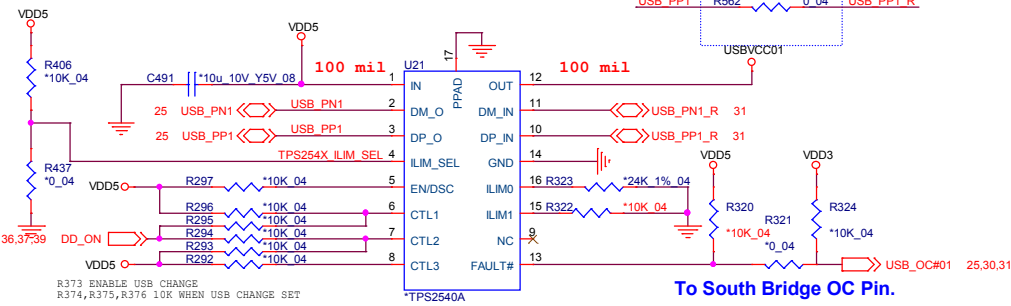 USB_PP1 R562 0_04 USB_PP1_R
VDD5
VDD5
USBVCC01
R406
*10K_04
C491 *10u_10V_Y5V_08
100 mil
U21
17
PPAD
100 mil
1 IN
OUT 12
25 USB_PN1 USB_PN1 2 DM_O
DM_IN 11 USB_PN1_R 31
25 USB_PP1 USB_PP1 3 DP_O
DP_IN 10 USB_PP1_R 31
TPS254X_ILIM_SEL 4 ILIM_SEL
GND 14
VDD5
VDD3
R437
*0_04
VDD5 R297 *10K_04 5 EN/DSC
ILIM0 16 R323 *24K_1%_04
R296 *10K_04 6 CTL1
ILIM1 15 R322 *10K_04
R295 *10K_04
36,37,39 DD_ON R294 *10K_04 7 CTL2
NC 9
R293 *10K_04
VDD5 R292 *10K_04 8 CTL3
FAULT# 13
R320
*10K_04
R321
*0_04
R324
*10K_04
USB_OC#01 25,30,31
*TPS2540A
R373 ENABLE USB CHANGE
R374,R375,R376 10K WHEN USB CHANGE SET
To South Bridge OC Pin.